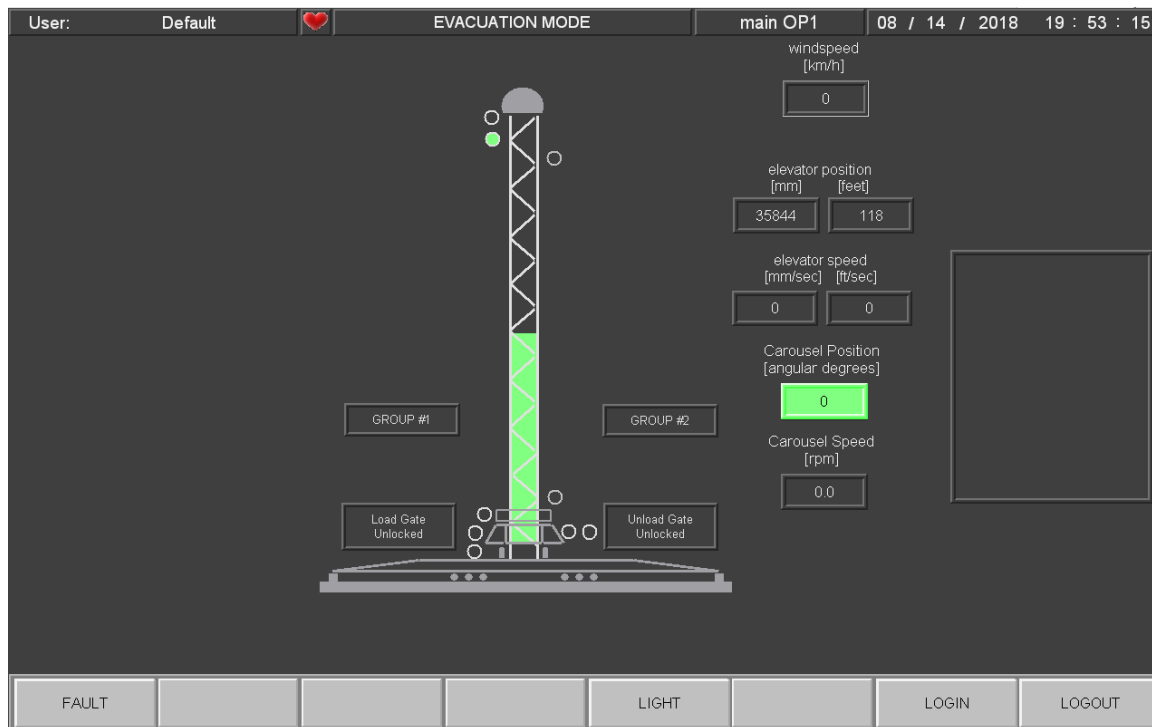 User: Default EVACUATION MODE main OP1 08 / 14 / 2018 19 : 53 : 15
windspeed
[km/h]
0
elevator position
[mm] [feet]
35844 118
elevator speed
[mm/sec] [ft/sec]
0 0
Carousel Position
[angular degrees]
0
GROUP #1
GROUP #2
Carousel Speed
[rpm]
0.0
Load Gate
Unlocked
Unload Gate
Unlocked
FAULT LIGHT LOGIN LOGOUT